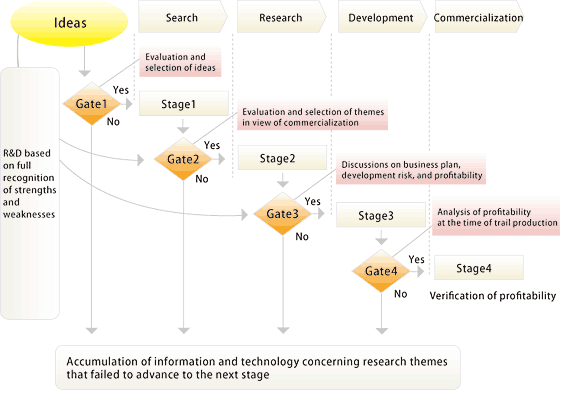 Ideas
Search
Research
Development
Commercialization
Evaluation and
selection of ideas
Gate1
Yes
No
Stage1
Evaluation and selection of themes
in view of commercialization
R&D based
on full
recognition
of strengths
and
weaknesses
Gate2
Yes
No
Stage2
Discussions on business plan,
development risk, and profitability
Gate3
Yes
No
Stage3
Analysis of profitability
at the time of trail production
Gate4
Yes
No
Stage4
Verification of profitability
Accumulation of information and technology concerning research themes
that failed to advance to the next stage